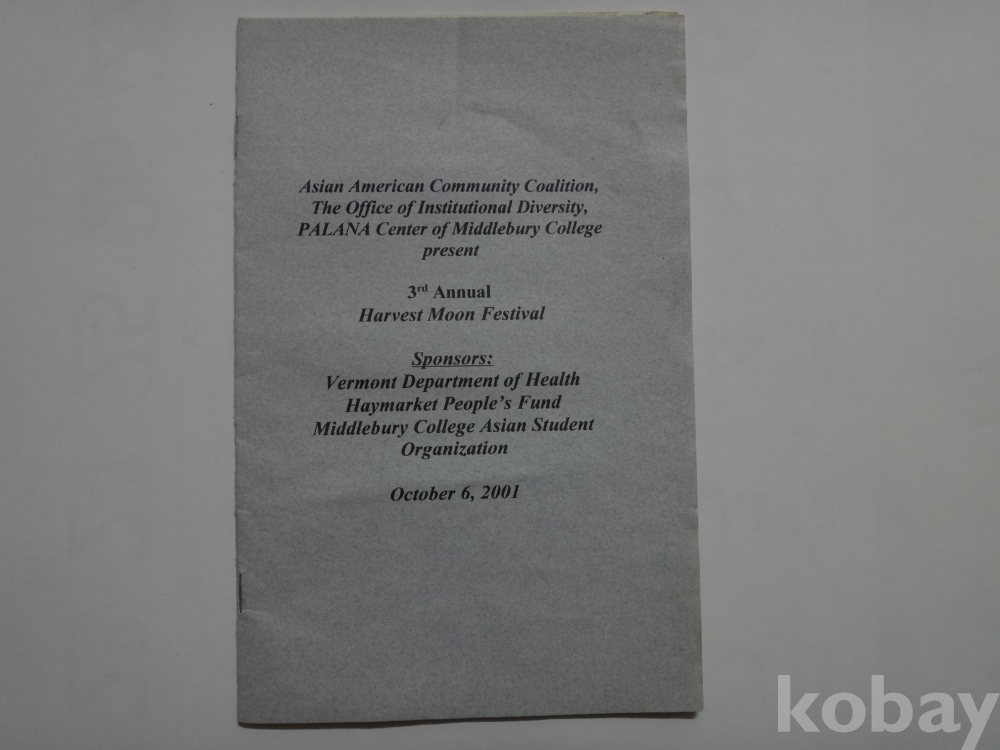 Asian American Community Coalition,
The Office of Institutional Diversity,
PALANA Center of Middlebury College
present
3rd Annual
Harvest Moon Festival
Sponsors:
Vermont Department of Health
Haymarket People's Fund
Middlebury College Asian Student
Organization
October 6, 2001
kobay